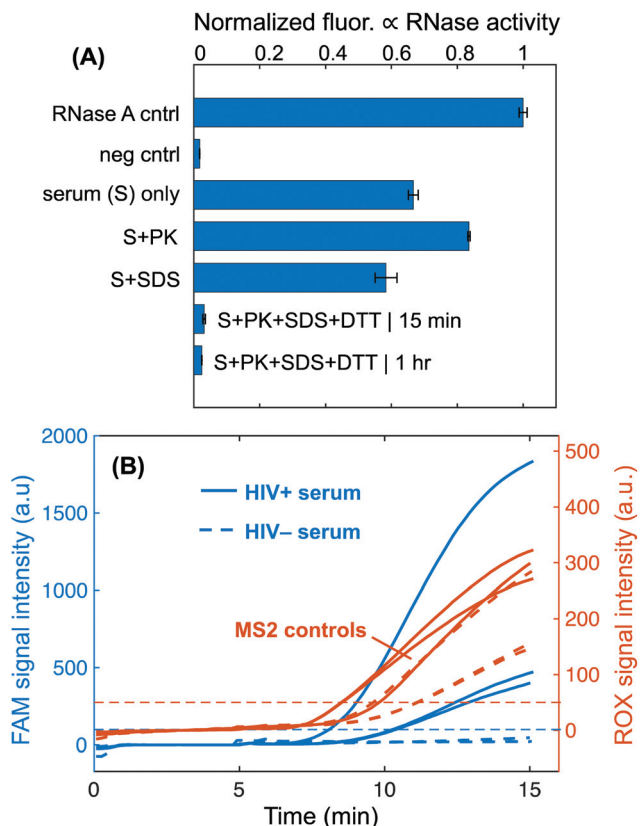 Normalized fluor. ∝ RNase activity
(A)
0 0.2 0.4 0.6 0.8 1
RNase A cntrl
neg cntrl
serum (S) only
S+PK
S+SDS
S+PK+SDS+DTT | 15 min
S+PK+SDS+DTT | 1 hr
(B)
HIV+ serum
HIV– serum
MS2 controls
FAM signal intensity (a.u)
2000
1500
1000
500
0
ROX signal intensity (a.u.)
500
400
300
200
100
0
0 5 10 15
Time (min)